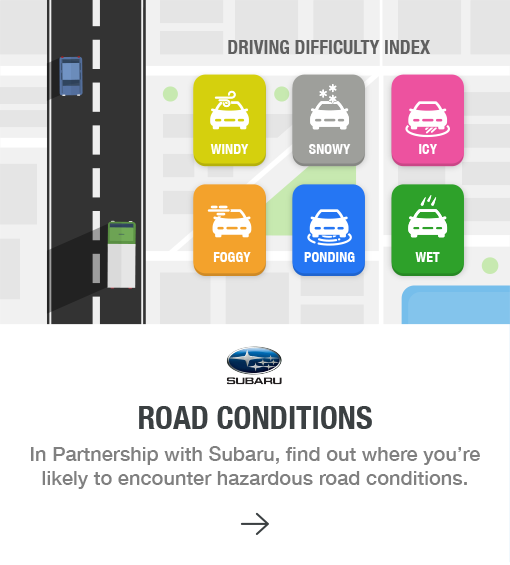 DRIVING DIFFICULTY INDEX
WINDY
SNOWY
ICY
FOGGY
PONDING
WET
SUBARU
ROAD CONDITIONS
In Partnership with Subaru, find out where you’re
likely to encounter hazardous road conditions.